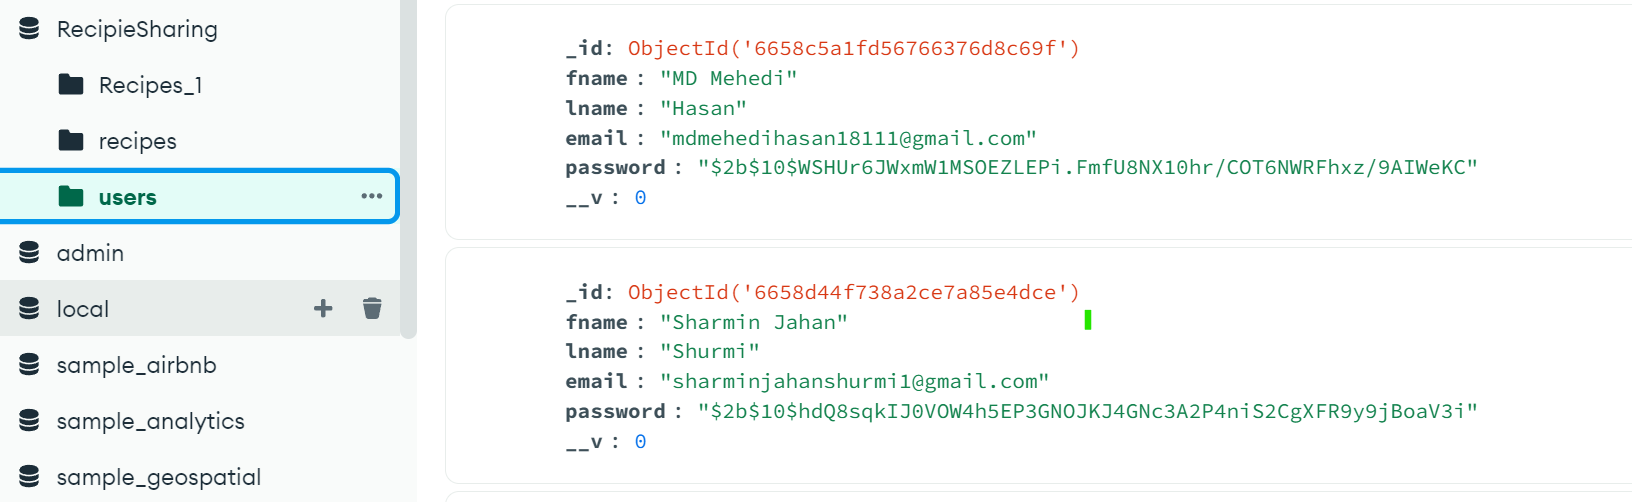 RecipieSharing
Recipes_1
recipes
users
admin
local
sample_airbnb
sample_analytics
sample_geospatial
_id: ObjectId('6658c5a1fd56766376d8c69f')
fname : "MD Mehedi"
lname : "Hasan"
email : "mdmehedihasan18111@gmail.com"
password : "$2b$10$WSHUr6JWxmW1MSOEZLEPi.FmfU8NX10hr/COT6NWRFhxz/9AIWeKC"
__v : 0
_id: ObjectId('6658d44f738a2ce7a85e4dce')
fname : "Sharmin Jahan"
lname : "Shurmi"
email : "sharminjahanshurmi1@gmail.com"
password : "$2b$10$hdQ8sqkIJ0VOW4h5EP3GNOJKJ4GNc3A2P4niS2CgXFR9y9jBoaV3i"
__v : 0